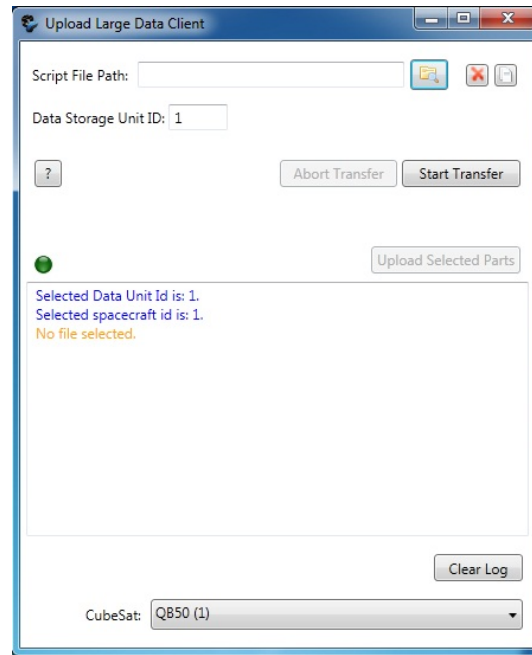 Upload Large Data Client
Script File Path:
Data Storage Unit ID: 1
? Abort Transfer Start Transfer
Upload Selected Parts
Selected Data Unit Id is: 1.
Selected spacecraft id is: 1.
No file selected.
Clear Log
CubeSat: QB50 (1)